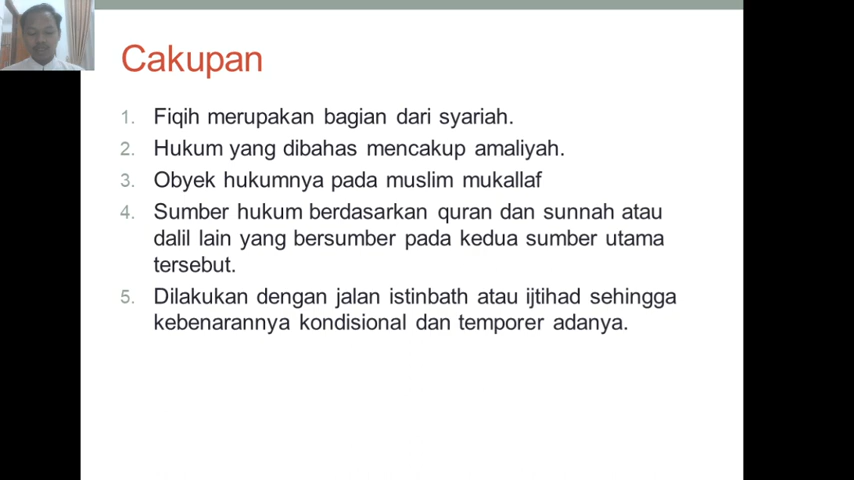 Cakupan
1. Fiqih merupakan bagian dari syariah.
2. Hukum yang dibahas mencakup amaliyah.
3. Obyek hukumnya pada muslim mukallaf
4. Sumber hukum berdasarkan quran dan sunnah atau
dalil lain yang bersumber pada kedua sumber utama
tersebut.
5. Dilakukan dengan jalan istinbath atau ijtihad sehingga
kebenarannya kondisional dan temporer adanya.